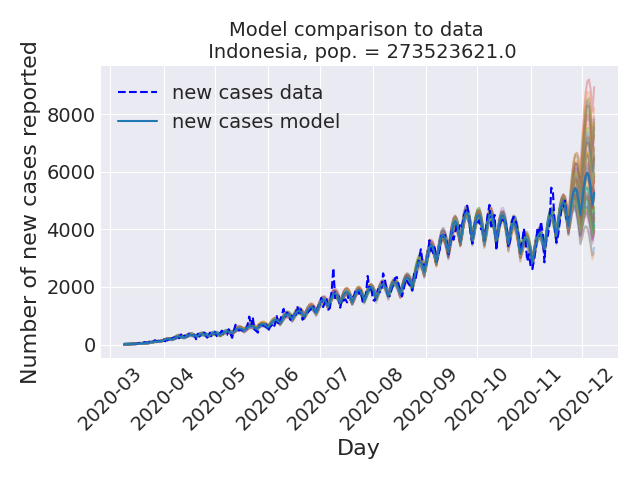 Model comparison to data
Indonesia, pop. = 273523621.0
Number of new cases reported
8000
6000
4000
2000
0
new cases data
new cases model
2020-03
2020-04
2020-05
2020-06
2020-07
2020-08
2020-09
2020-10
2020-11
2020-12
Day